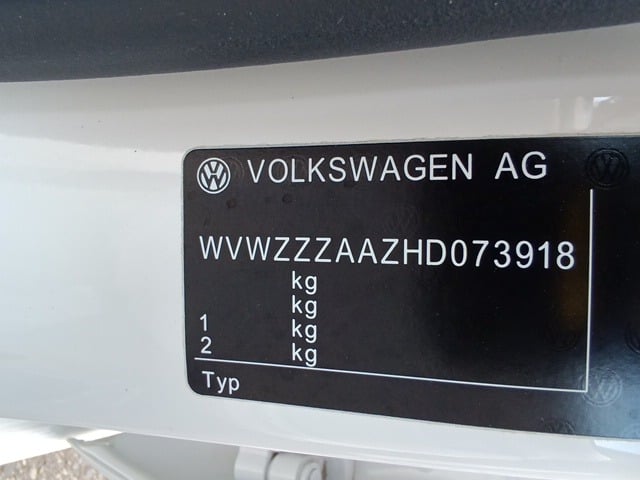 VOLKSWAGEN AG
WVWZZZAAZHD073918
kg
kg
1 kg
2 kg
Typ